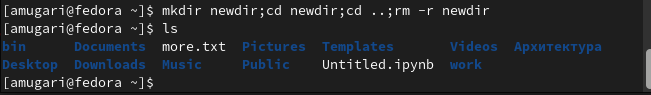 [amugari@fedora ~]$ mkdir newdir;cd newdir;cd ..;rm -r newdir
[amugari@fedora ~]$ ls
bin Documents more.txt Pictures Templates Videos Архитектура
Desktop Downloads Music Public Untitled.ipynb work
[amugari@fedora ~]$